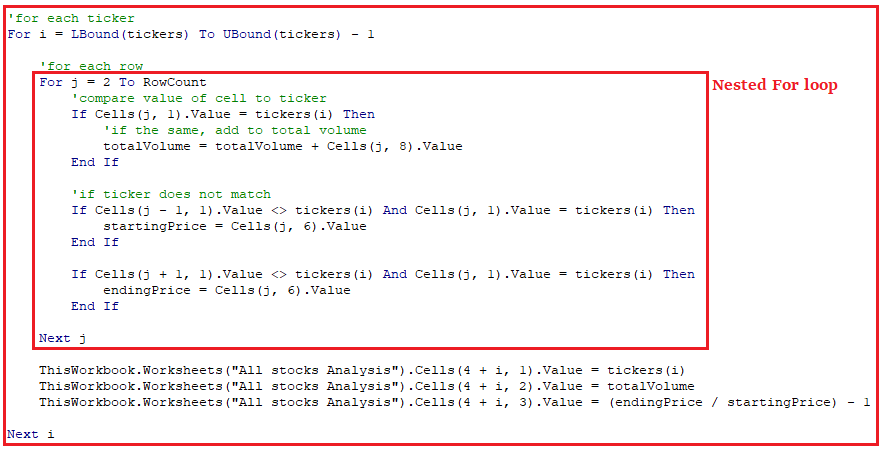 'for each ticker
For i = LBound(tickers) To UBound(tickers) - 1
'for each row
For j = 2 To RowCount
Nested For loop
'compare value of cell to ticker
If Cells(j, 1).Value = tickers(i) Then
'if the same, add to total volume
totalVolume = totalVolume + Cells(j, 8).Value
End If
'if ticker does not match
If Cells(j - 1, 1).Value <> tickers(i) And Cells(j, 1).Value = tickers(i) Then
startingPrice = Cells(j, 6).Value
End If
If Cells(j + 1, 1).Value <> tickers(i) And Cells(j, 1).Value = tickers(i) Then
endingPrice = Cells(j, 6).Value
End If
Next j
ThisWorkbook.Worksheets("All stocks Analysis").Cells(4 + i, 1).Value = tickers(i)
ThisWorkbook.Worksheets("All stocks Analysis").Cells(4 + i, 2).Value = totalVolume
ThisWorkbook.Worksheets("All stocks Analysis").Cells(4 + i, 3).Value = (endingPrice / startingPrice) - 1
Next i